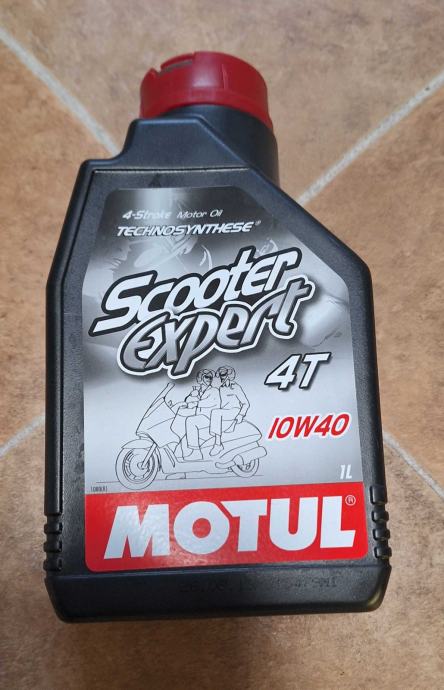 4-Stroke Motor Oil
TECHNOSYNTHESE®
Scooter
expert
4T
10W40
1L
MOTUL®